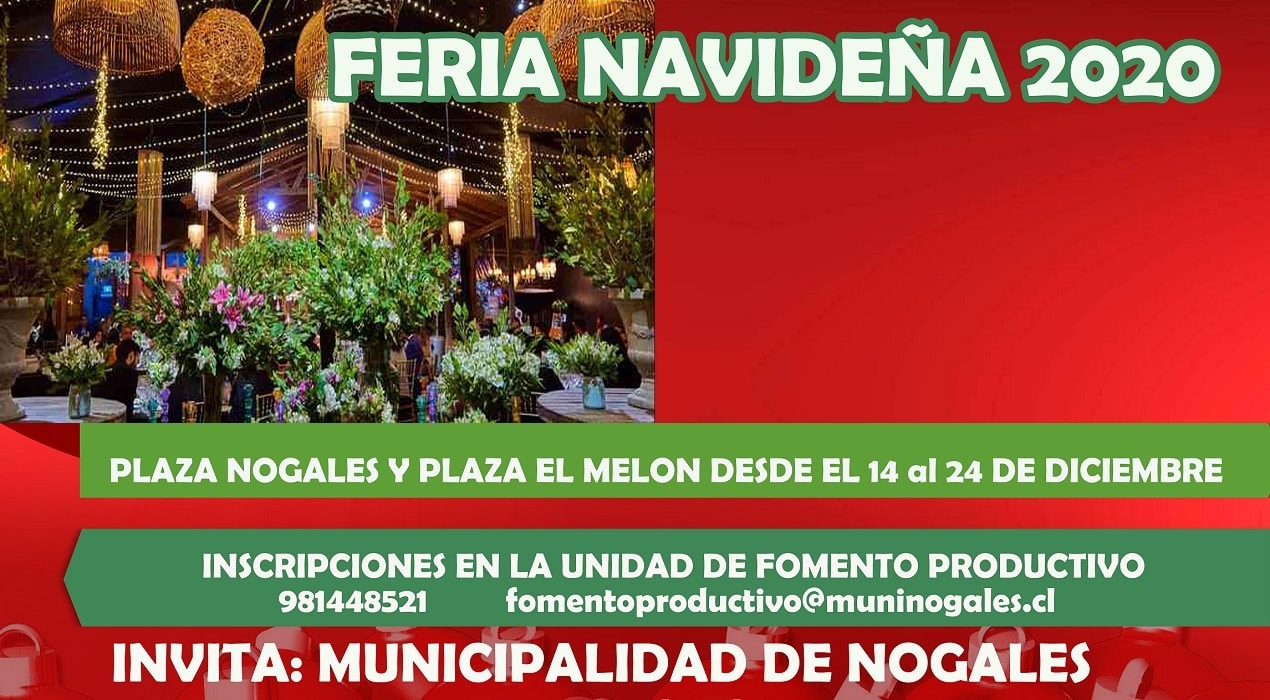 FERIA NAVIDEÑA 2020
PLAZA NOGALES Y PLAZA EL MELON DESDE EL 14 al 24 DE DICIEMBRE
INSCRIPCIONES EN LA UNIDAD DE FOMENTO PRODUCTIVO
981448521 fomentoproductivo@muninogales.cl
INVITA: MUNICIPALIDAD DE NOGALES